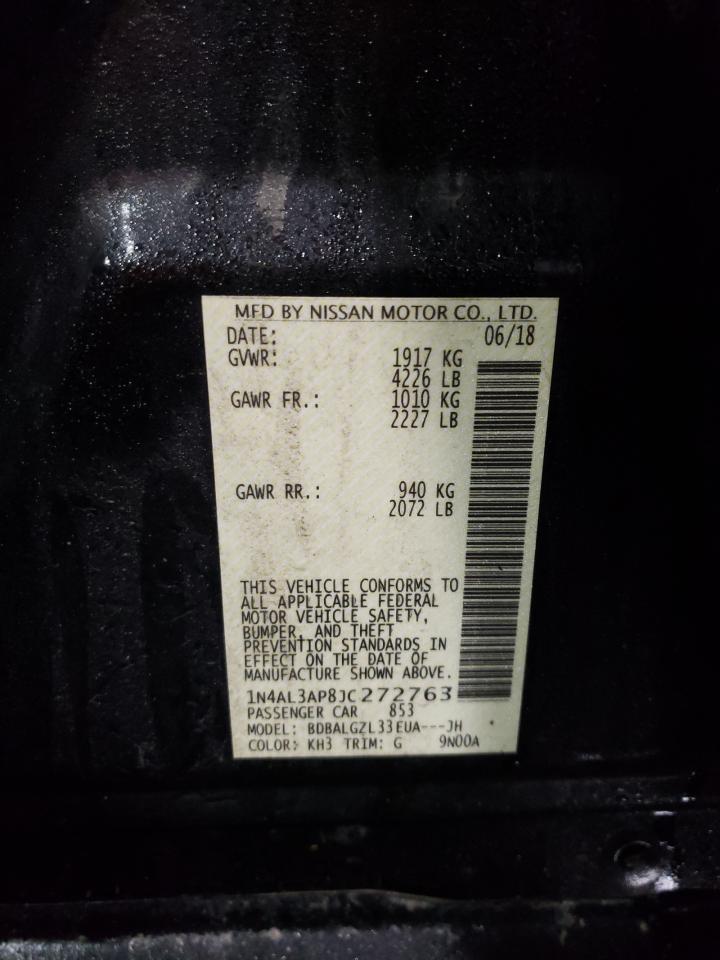 MFD BY NISSAN MOTOR CO., LTD.
DATE: 06/18
GVWR: 1917 KG
4226 LB
GAWR FR.: 1010 KG
2227 LB
GAWR RR.: 940 KG
2072 LB
THIS VEHICLE CONFORMS TO
ALL APPLICABLE FEDERAL
MOTOR VEHICLE SAFETY,
BUMPER, AND THEFT
PREVENTION STANDARDS IN
EFFECT ON THE DATE OF
MANUFACTURE SHOWN ABOVE.
1N4AL3AP8JC272763
PASSENGER CAR 853
MODEL: BDBALGZL33EUA---JH *
COLOR: KH3 TRIM: G 9N00A